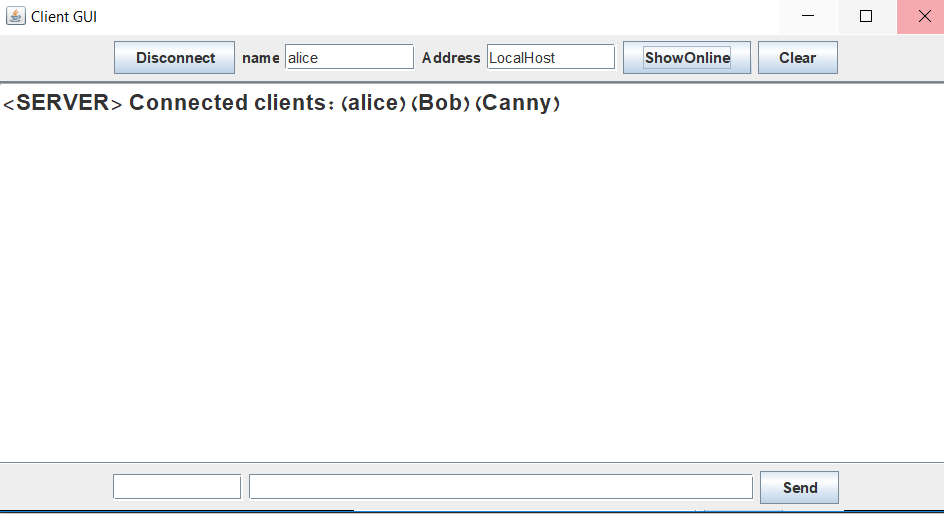 Client GUI
Disconnect name alice Address LocalHost ShowOnline Clear
<SERVER> Connected clients: (alice) (Bob) (Canny)
Send